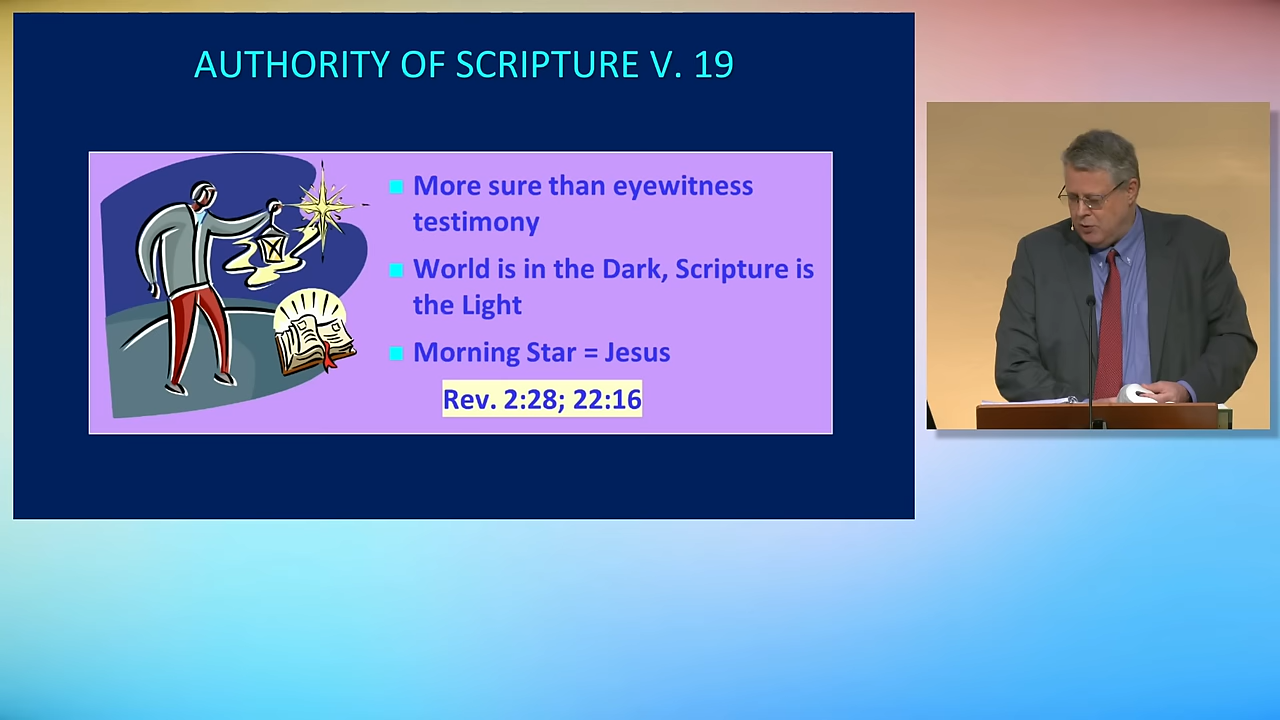 AUTHORITY OF SCRIPTURE V. 19
More sure than eyewitness
testimony
World is in the Dark, Scripture is
the Light
Morning Star = Jesus
Rev. 2:28; 22:16